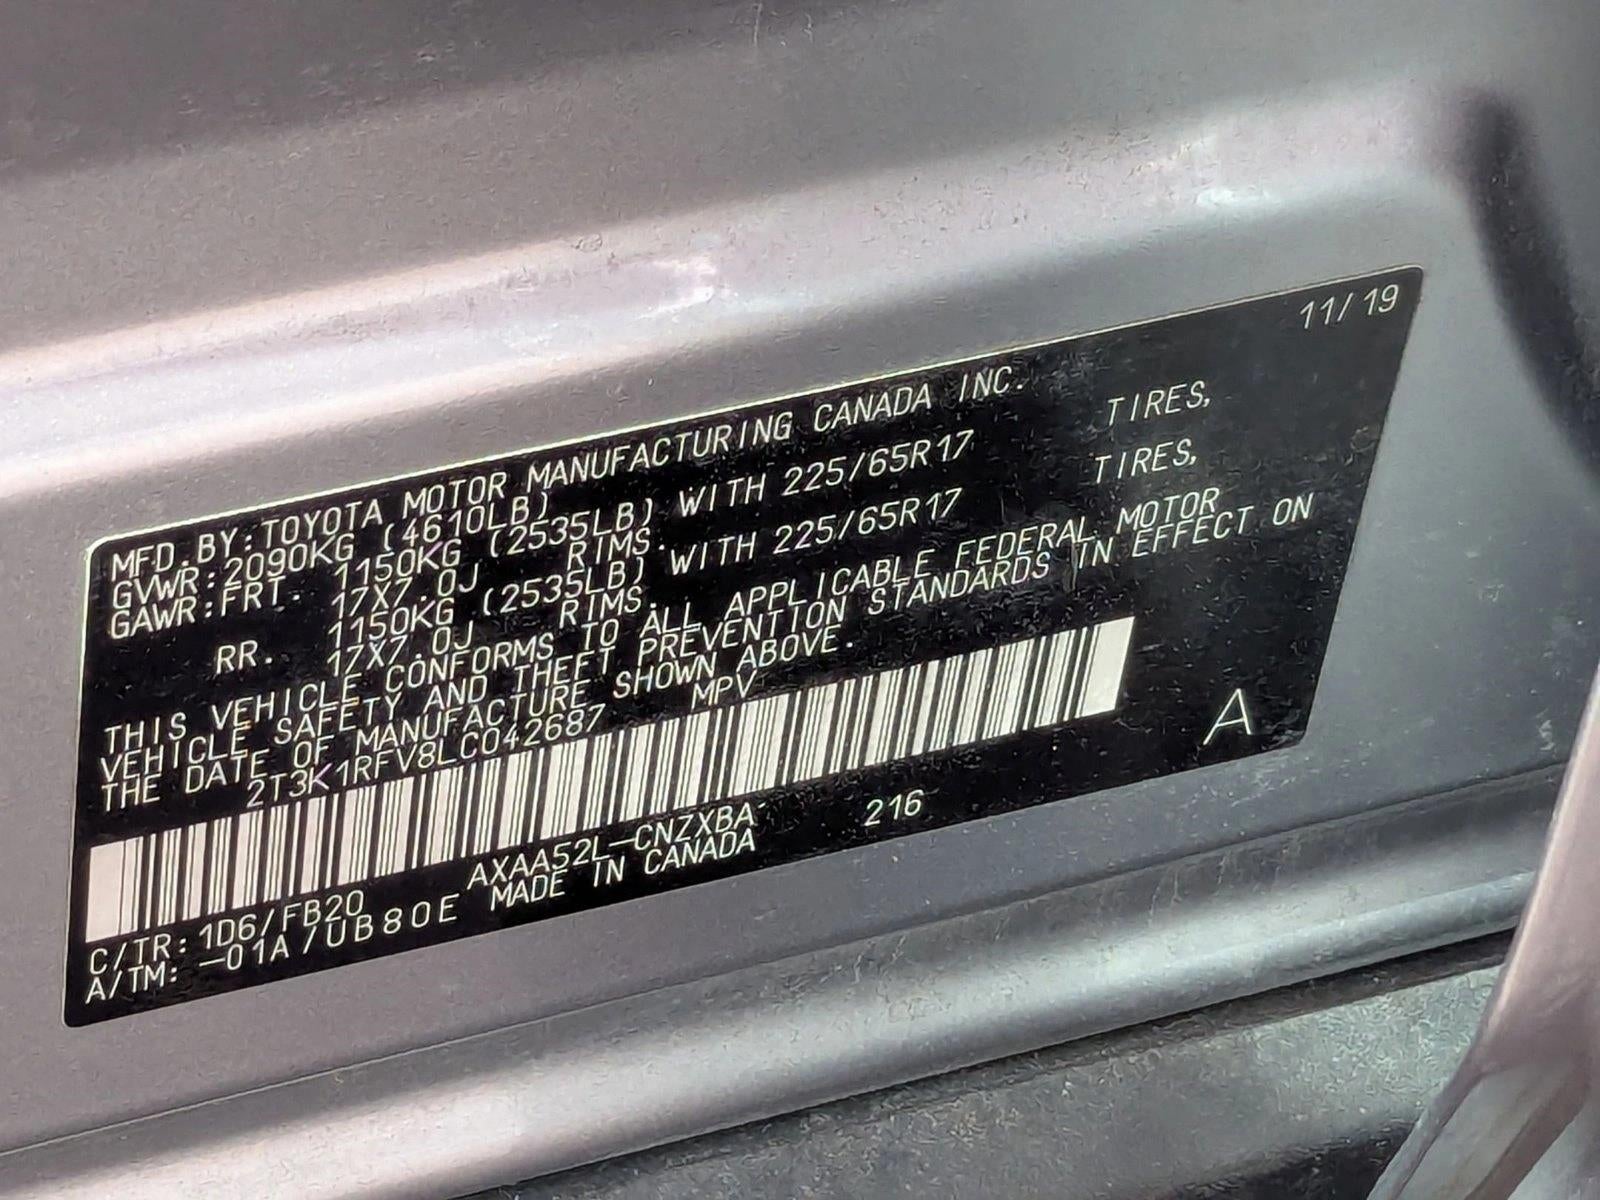 11/19
MFD.BY:TOYOTA MOTOR MANUFACTURING CANADA INC.
GVWR:2090KG (4610LB)
GAWR:FRT. 1150KG (2535LB) WITH 225/65R17 TIRES,
17X7.0J RIMS.
RR. 1150KG (2535LB) WITH 225/65R17 TIRES,
17X7.0J RIMS.
THIS VEHICLE CONFORMS TO ALL APPLICABLE FEDERAL MOTOR
VEHICLE SAFETY AND THEFT PREVENTION STANDARDS IN EFFECT ON
THE DATE OF MANUFACTURE SHOWN ABOVE.
2T3K1RFV8LC042687 MPV
A
C/TR: 1D6/FB20 AXAA52L-CNZXBA 216
A/TM: -01A/UB80E MADE IN CANADA